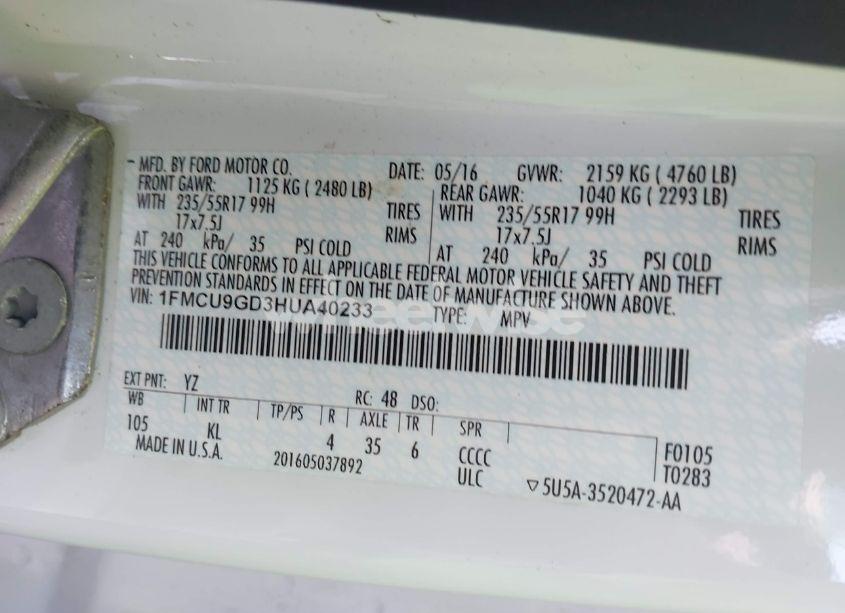 MFD. BY FORD MOTOR CO. DATE: 05/16 GVWR: 2159 KG ( 4760 LB)
FRONT GAWR: 1125 KG ( 2480 LB) REAR GAWR: 1040 KG ( 2293 LB)
WITH 235/55R17 99H TIRES WITH 235/55R17 99H TIRES
17x7.5J RIMS 17x7.5J RIMS
AT 240 kPa/ 35 PSI COLD AT 240 kPa/ 35 PSI COLD
THIS VEHICLE CONFORMS TO ALL APPLICABLE FEDERAL MOTOR VEHICLE SAFETY AND THEFT
PREVENTION STANDARDS IN EFFECT ON THE DATE OF MANUFACTURE SHOWN ABOVE.
VIN: 1FMCU9GD3HUA40233 TYPE: MPV
wheelwise
EXT PNT: YZ RC: 48 DSO:
WB INT TR TP/PS R AXLE TR SPR
105 KL 4 35 6 CCCC F0105
MADE IN U.S.A. 201605037892 ULC T0283
▽5U5A-3520472-AA